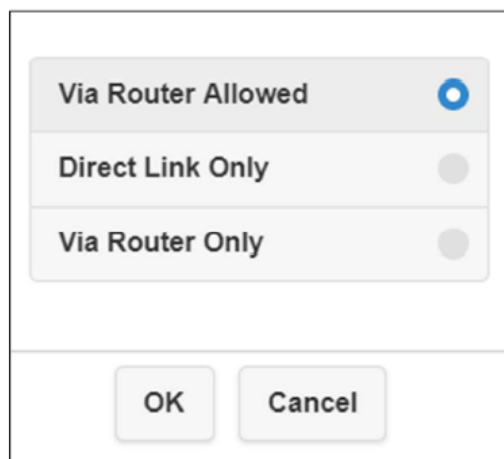 Via Router Allowed
Direct Link Only
Via Router Only
OK Cancel